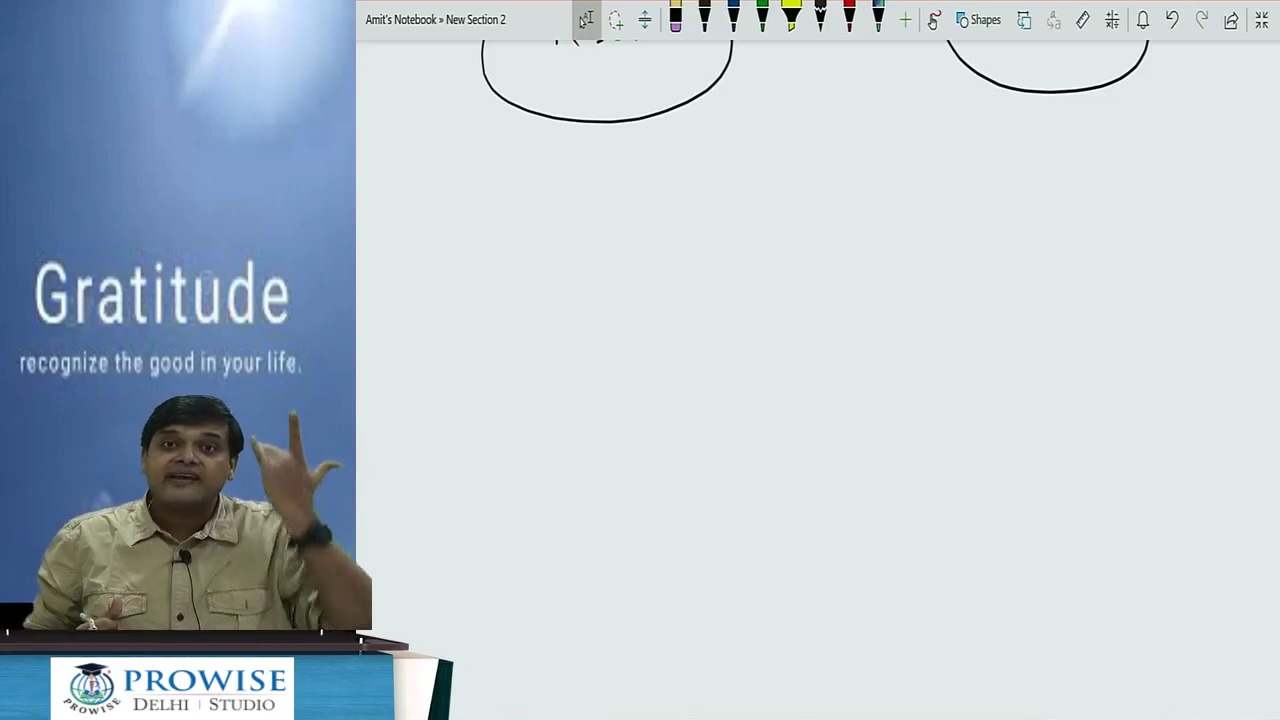 Amit's Notebook » New Section 2
Shapes
Gratitude
recognize the good in your life.
PROWISE
PROWISE
DELHI | STUDIO